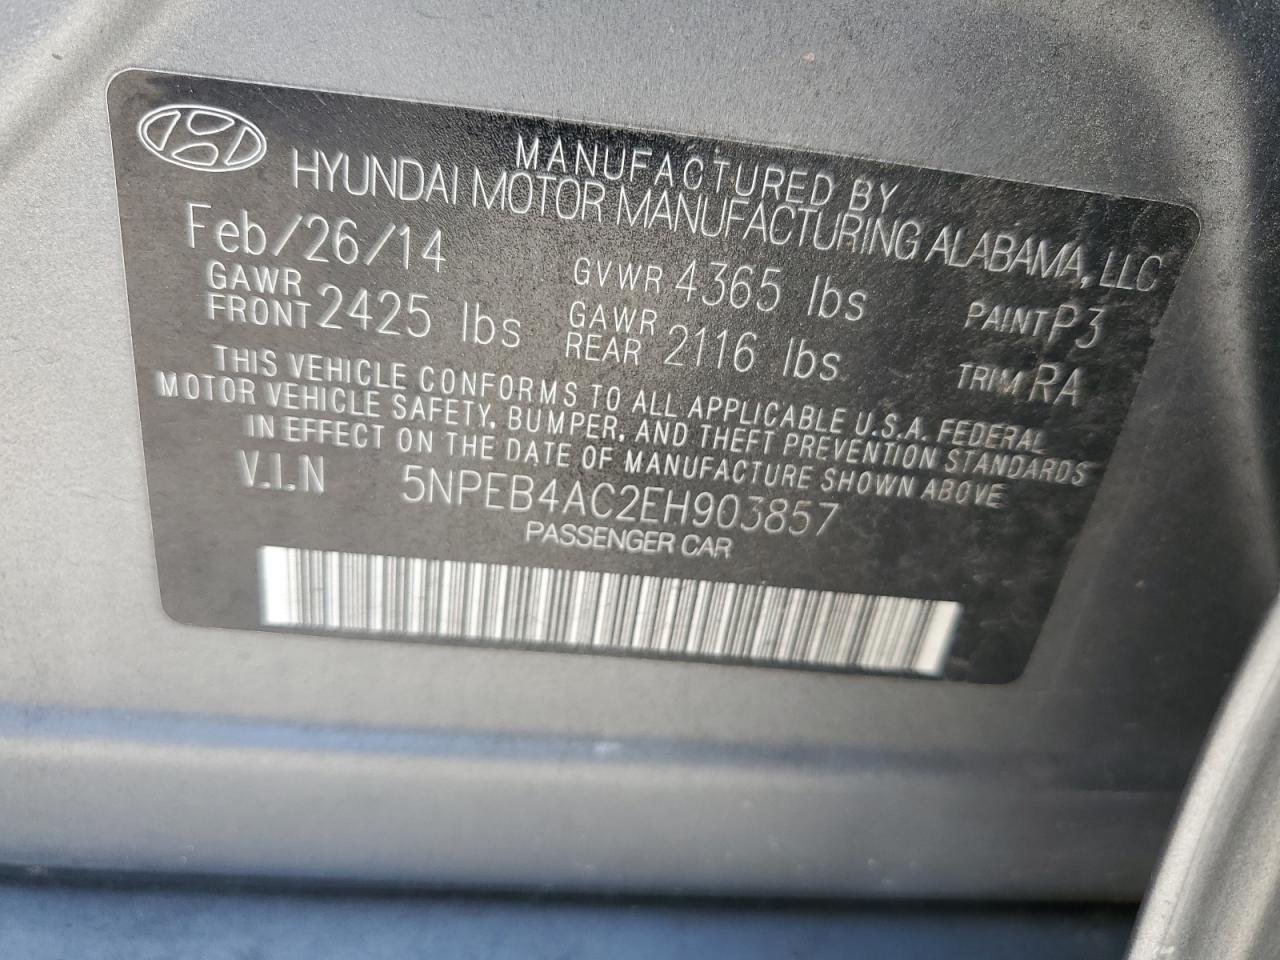 MANUFACTURED BY
HYUNDAI MOTOR MANUFACTURING ALABAMA, LLC
Feb/26/14 GVWR 4365 lbs PAINT P3
GAWR FRONT 2425 lbs GAWR REAR 2116 lbs TRIM RA
THIS VEHICLE CONFORMS TO ALL APPLICABLE U.S.A. FEDERAL
MOTOR VEHICLE SAFETY, BUMPER, AND THEFT PREVENTION STANDARDS
IN EFFECT ON THE DATE OF MANUFACTURE SHOWN ABOVE
V.I.N 5NPEB4AC2EH903857
PASSENGER CAR